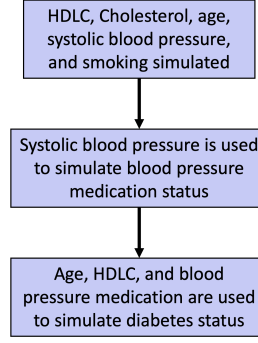 HDLC, Cholesterol, age,
systolic blood pressure,
and smoking simulated
Systolic blood pressure is used
to simulate blood pressure
medication status
Age, HDLC, and blood
pressure medication are used
to simulate diabetes status